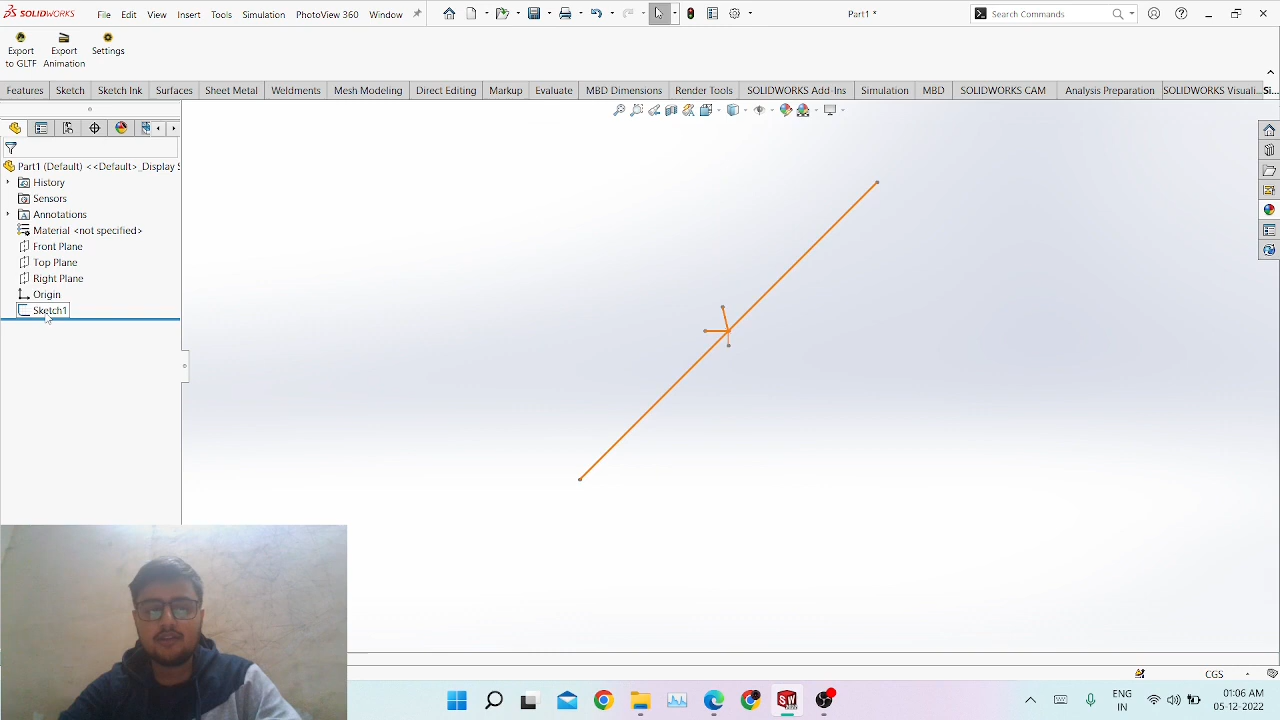 SOLIDWORKS File Edit View Insert Tools Simulation PhotoView 360 Window Part1 * Search Commands
Export to GLTF
Export Animation
Settings
Features Sketch Sketch Ink Surfaces Sheet Metal Weldments Mesh Modeling Direct Editing Markup Evaluate MBD Dimensions Render Tools SOLIDWORKS Add-Ins Simulation MBD SOLIDWORKS CAM Analysis Preparation SOLIDWORKS Visuali... Si...
Part1 (Default) <<Default>_Display S
History
Sensors
Annotations
Material <not specified>
Front Plane
Top Plane
Right Plane
Origin
Sketch1
CGS
ENG
IN
01:06 AM
05-12-2022